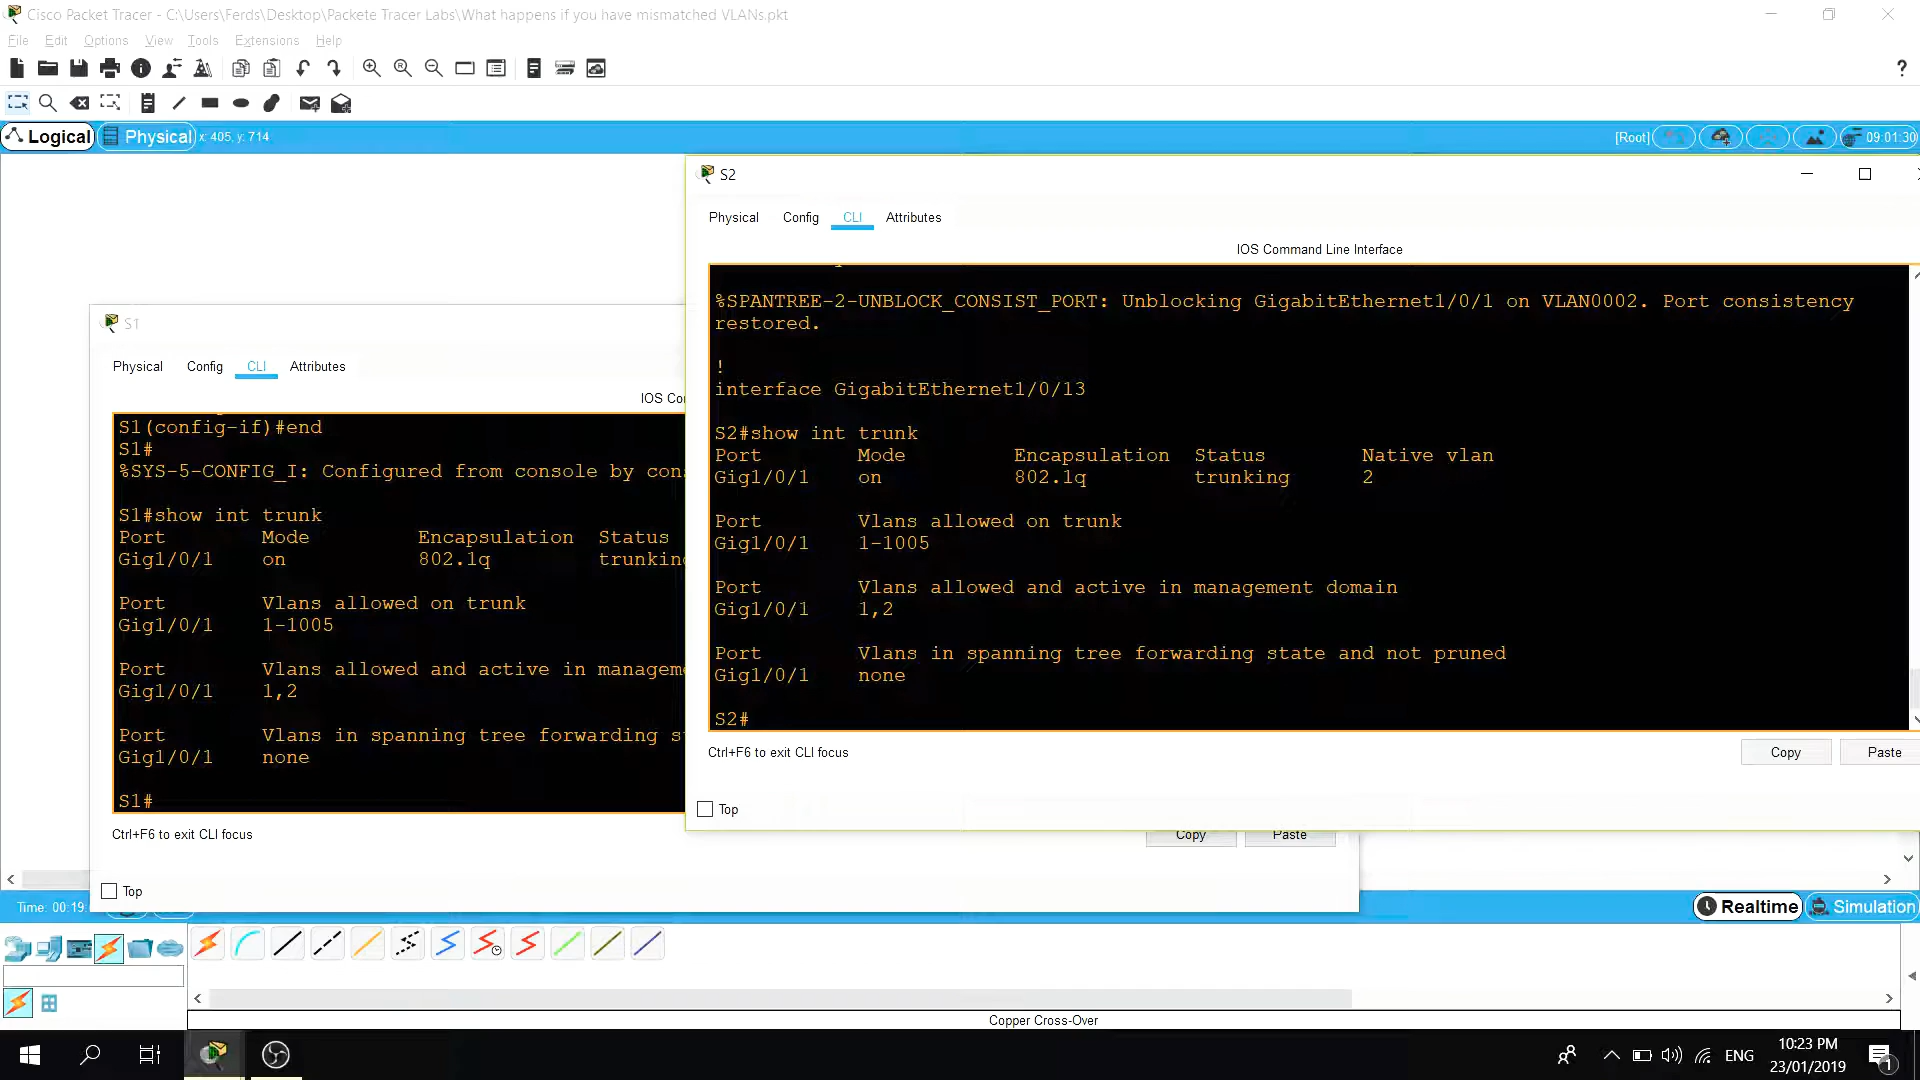 Cisco Packet Tracer - C:\Users\Ferds\Desktop\Packete Tracer Labs\What happens if you have mismatched VLANs.pkt
File Edit Options View Tools Extensions Help
Logical Physical x: 405, y: 714 [Root] 09:01:30
S1
Physical Config CLI Attributes
IOS Co
S1(config-if)#end
S1#
%SYS-5-CONFIG_I: Configured from console by con
S1#show int trunk
Port Mode Encapsulation Status
Gig1/0/1 on 802.1q trunkin
Port Vlans allowed on trunk
Gig1/0/1 1-1005
Port Vlans allowed and active in manageme
Gig1/0/1 1,2
Port Vlans in spanning tree forwarding s
Gig1/0/1 none
S1#
Ctrl+F6 to exit CLI focus
Copy Paste
Top
S2
Physical Config CLI Attributes
IOS Command Line Interface
%SPANTREE-2-UNBLOCK_CONSIST_PORT: Unblocking GigabitEthernet1/0/1 on VLAN0002. Port consistency
restored.
!
interface GigabitEthernet1/0/13
S2#show int trunk
Port Mode Encapsulation Status Native vlan
Gig1/0/1 on 802.1q trunking 2
Port Vlans allowed on trunk
Gig1/0/1 1-1005
Port Vlans allowed and active in management domain
Gig1/0/1 1,2
Port Vlans in spanning tree forwarding state and not pruned
Gig1/0/1 none
S2#
Ctrl+F6 to exit CLI focus
Copy Paste
Top
Time: 00:19: Realtime Simulation
Copper Cross-Over
ENG
10:23 PM
23/01/2019
1